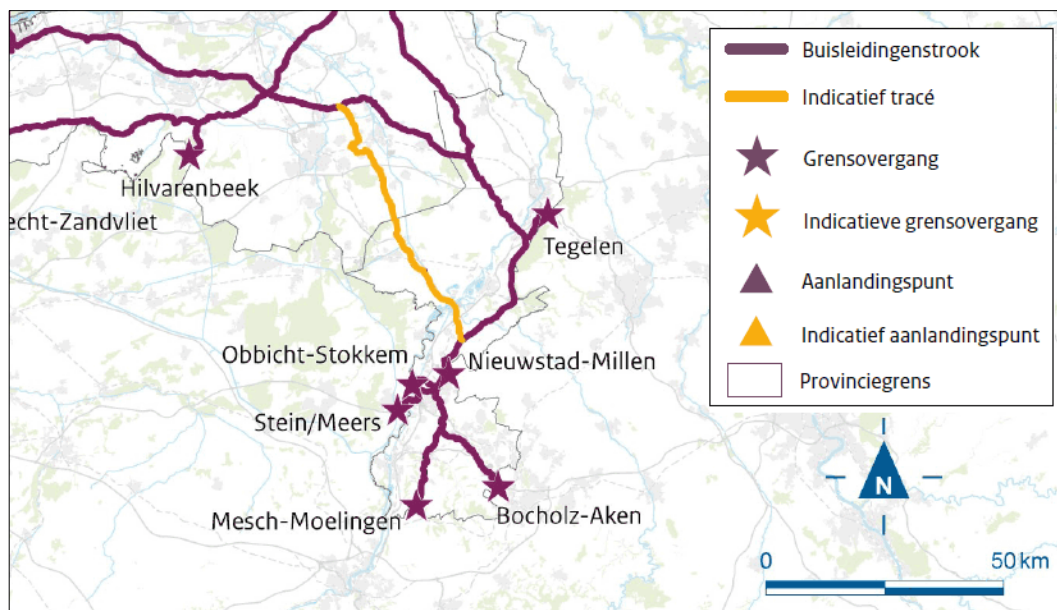 Buisleidingenstrook
Indicatief tracé
Grensovergang
Indicatieve grensovergang
Aanlandingspunt
Indicatief aanlandingspunt
Provinciegrens
Hilvarenbeek
echt-Zandvliet
Tegelen
Obbicht-Stokkem
Nieuwstad-Millen
Stein/Meers
Mesch-Moelingen
Bocholz-Aken
N
0 50 km